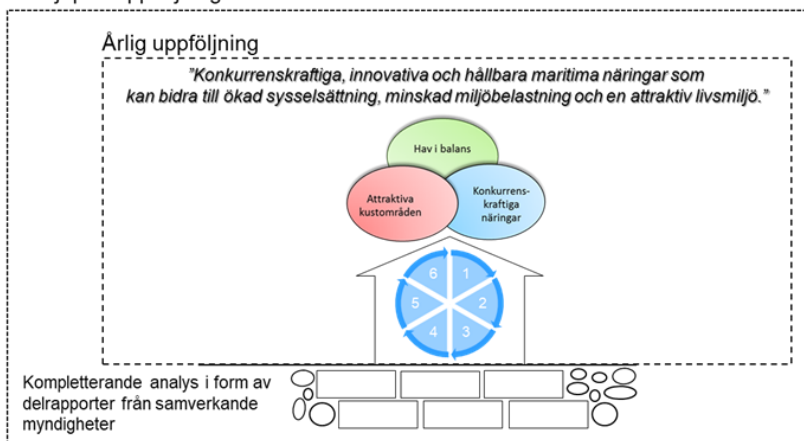 Årlig uppföljning
"Konkurrenskraftiga, innovativa och hållbara maritima näringar som
kan bidra till ökad sysselsättning, minskad miljöbelastning och en attraktiv livsmiljö."
Hav i balans
Attraktiva
kustområden
Konkurrens-
kraftiga
näringar
6 1
5 2
4 3
Kompletterande analys i form av
delrapporter från samverkande
myndigheter